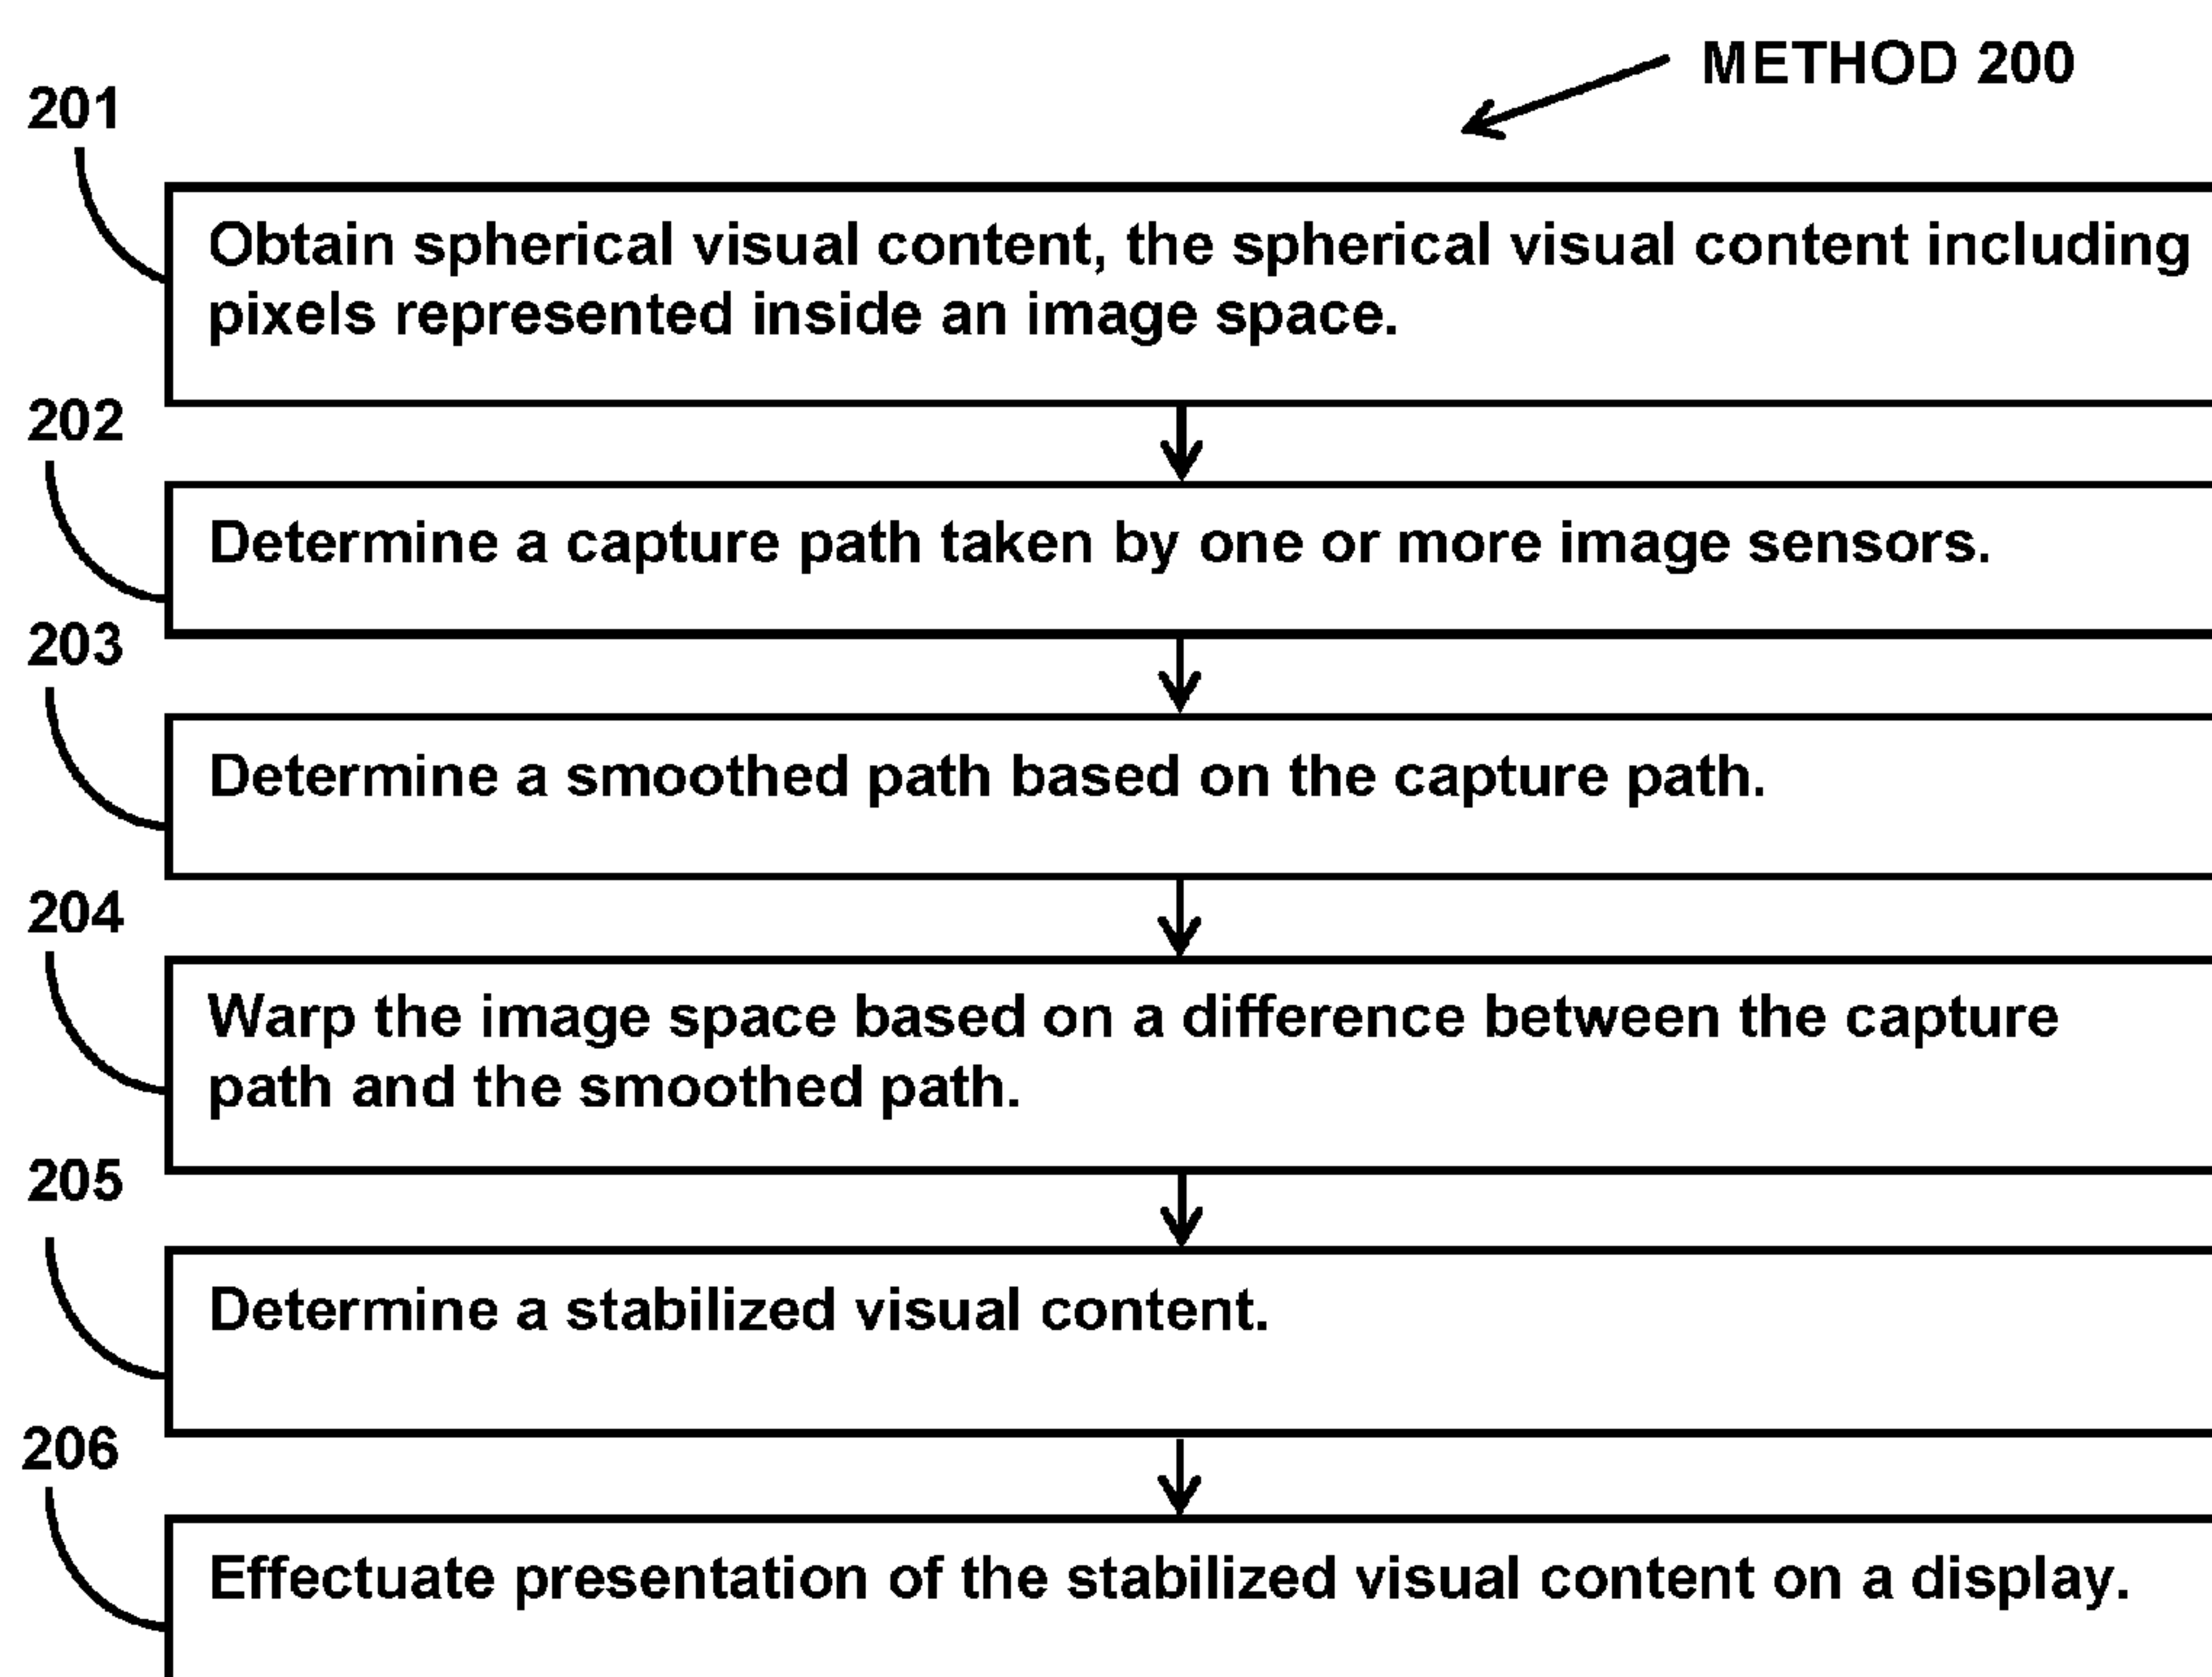 METHOD 200
201
Obtain spherical visual content, the spherical visual content including
pixels represented inside an image space.
202
Determine a capture path taken by one or more image sensors.
203
Determine a smoothed path based on the capture path.
204
Warp the image space based on a difference between the capture
path and the smoothed path.
205
Determine a stabilized visual content.
206
Effectuate presentation of the stabilized visual content on a display.